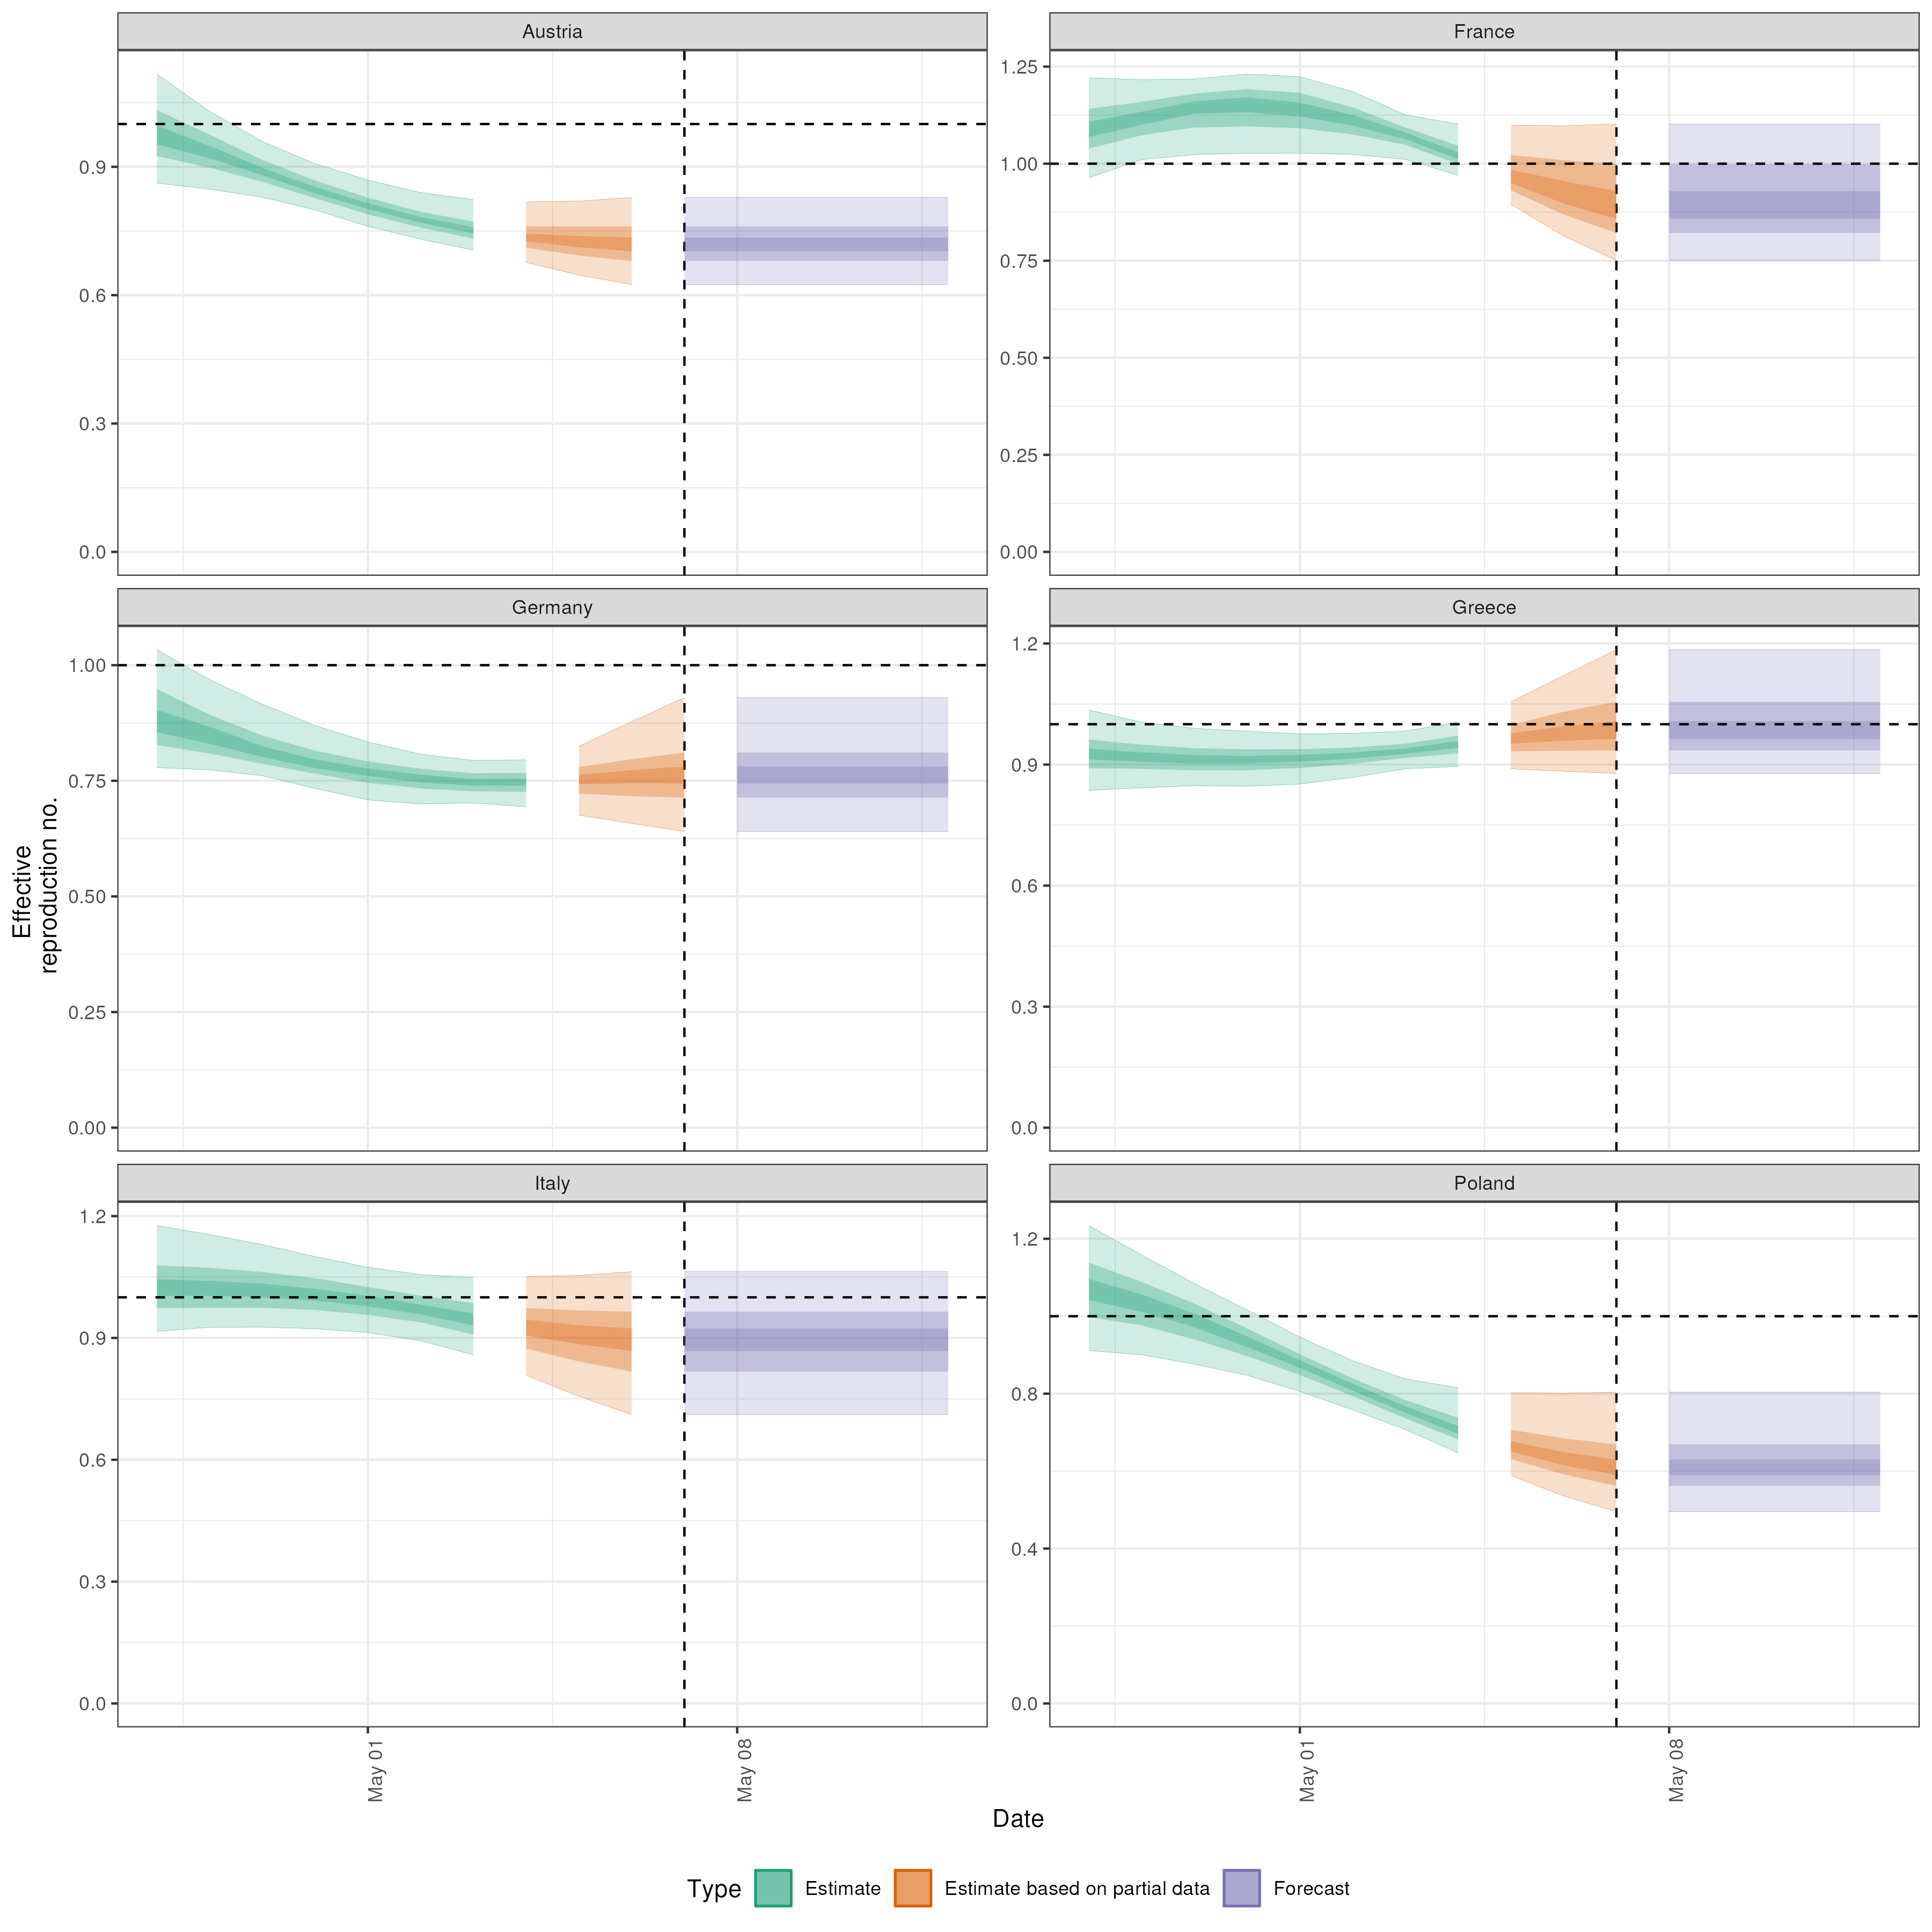 Austria
France
0.9
0.6
0.3
0.0
1.25
1.00
0.75
0.50
0.25
0.00
Germany
Greece
1.00
0.75
0.50
0.25
0.00
1.2
0.9
0.6
0.3
0.0
Effective
reproduction no.
Italy
Poland
1.2
0.9
0.6
0.3
0.0
1.2
0.8
0.4
0.0
May 01
May 08
May 01
May 08
Date
Type Estimate Estimate based on partial data Forecast